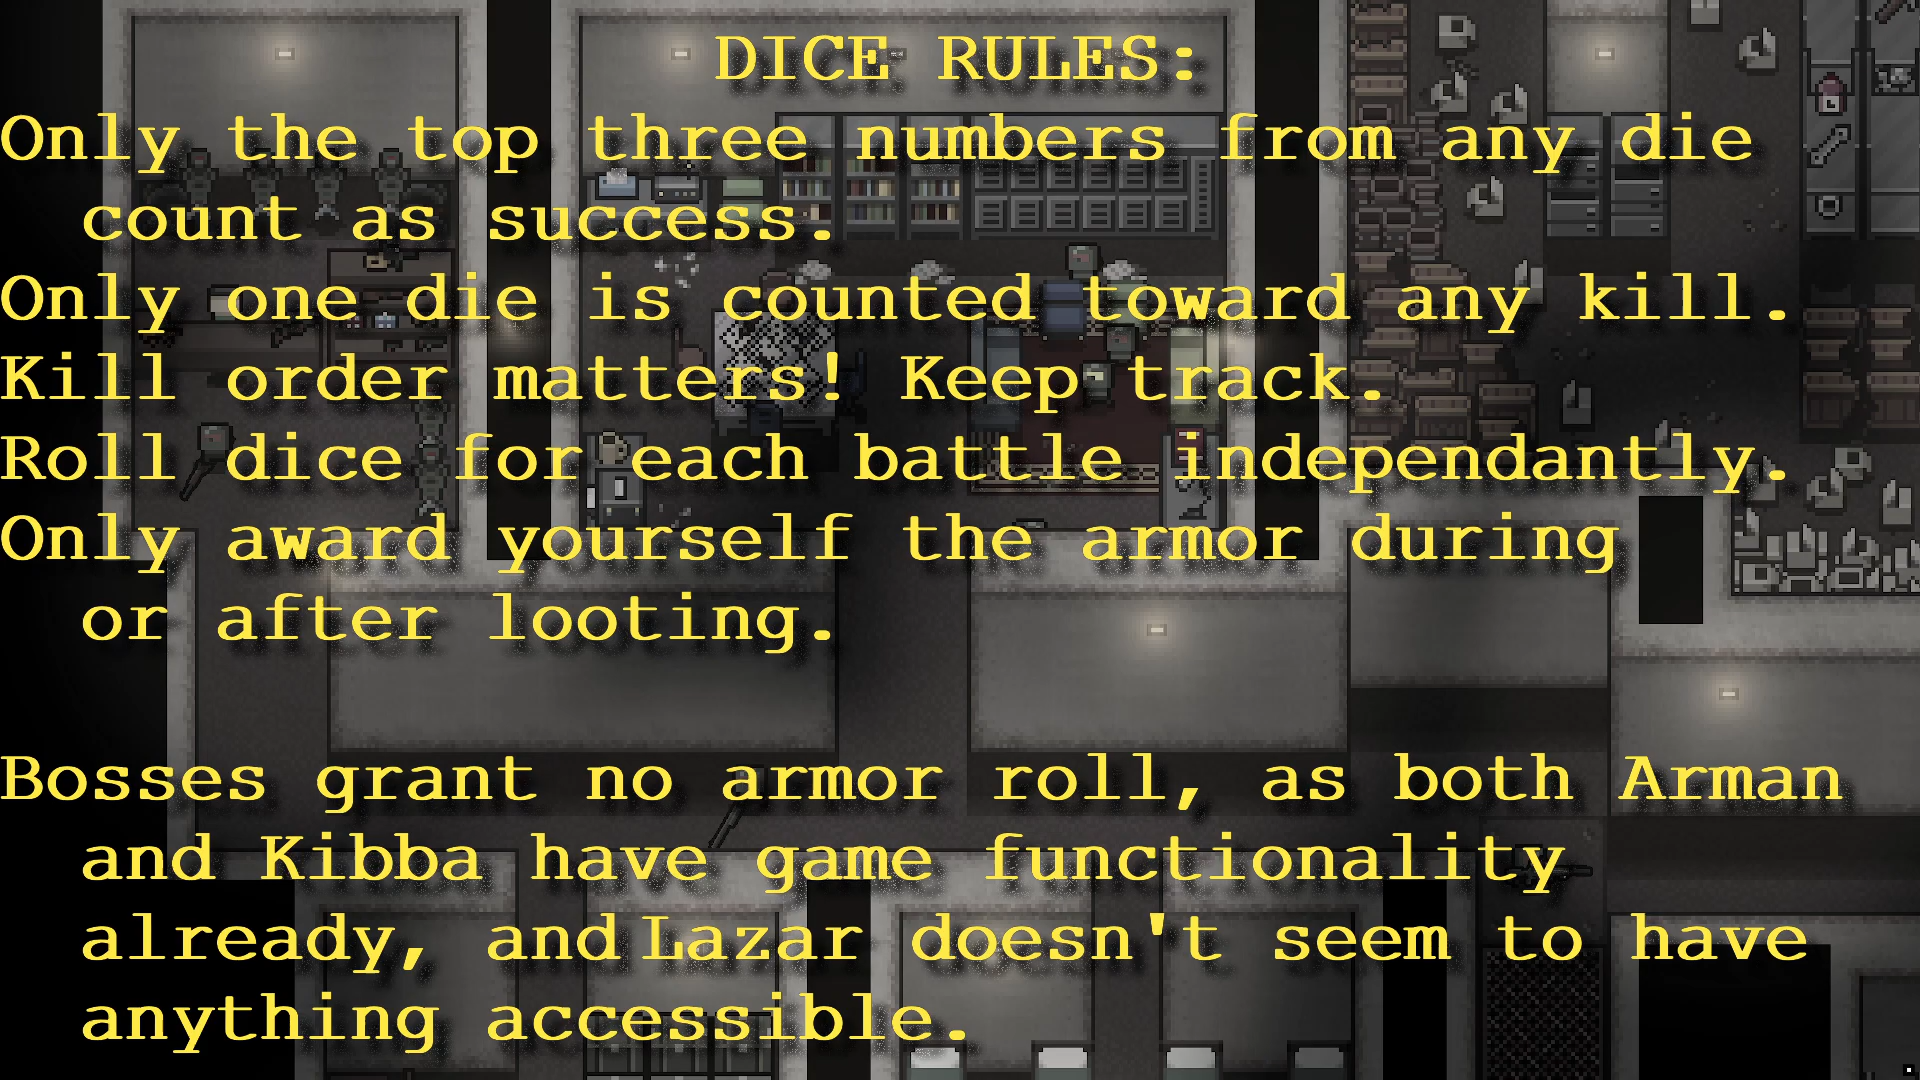 DICE RULES:
Only the top three numbers from any die
count as success.
Only one die is counted toward any kill.
Kill order matters! Keep track.
Roll dice for each battle independantly.
Only award yourself the armor during
or after looting.
Bosses grant no armor roll, as both Arman
and Kibba have game functionality
already, and Lazar doesn't seem to have
anything accessible.